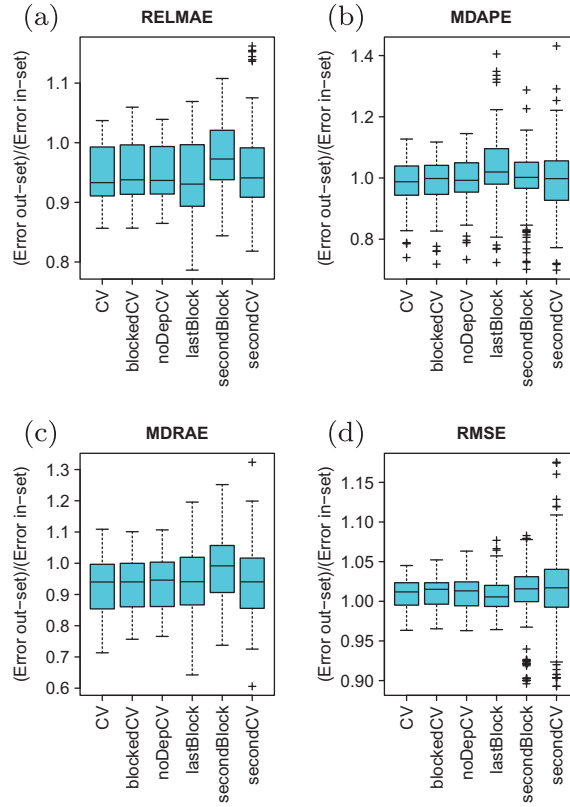 (a) RELMAE
(Error out−set)/(Error in−set)
1.1
1.0
0.9
0.8
CV
blockedCV
noDepCV
lastBlock
secondBlock
secondCV
(b) MDAPE
(Error out−set)/(Error in−set)
1.4
1.2
1.0
0.8
CV
blockedCV
noDepCV
lastBlock
secondBlock
secondCV
(c) MDRAE
(Error out−set)/(Error in−set)
1.3
1.2
1.1
1.0
0.9
0.8
0.7
0.6
CV
blockedCV
noDepCV
lastBlock
secondBlock
secondCV
(d) RMSE
(Error out−set)/(Error in−set)
1.15
1.10
1.05
1.00
0.95
0.90
CV
blockedCV
noDepCV
lastBlock
secondBlock
secondCV